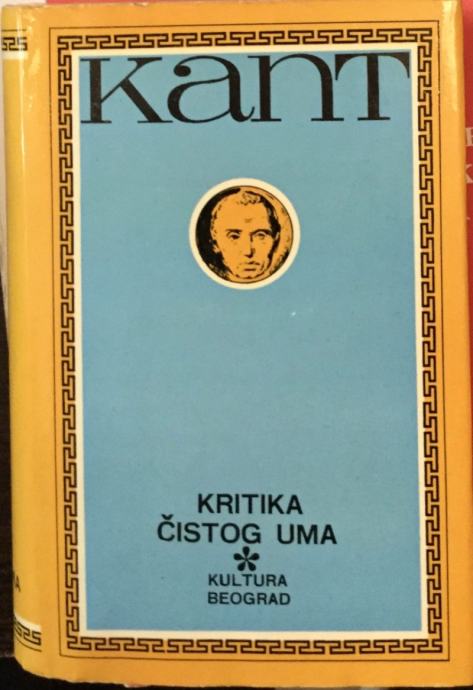 Kant
KRITIKA
ČISTOG UMA
*
KULTURA
BEOGRAD